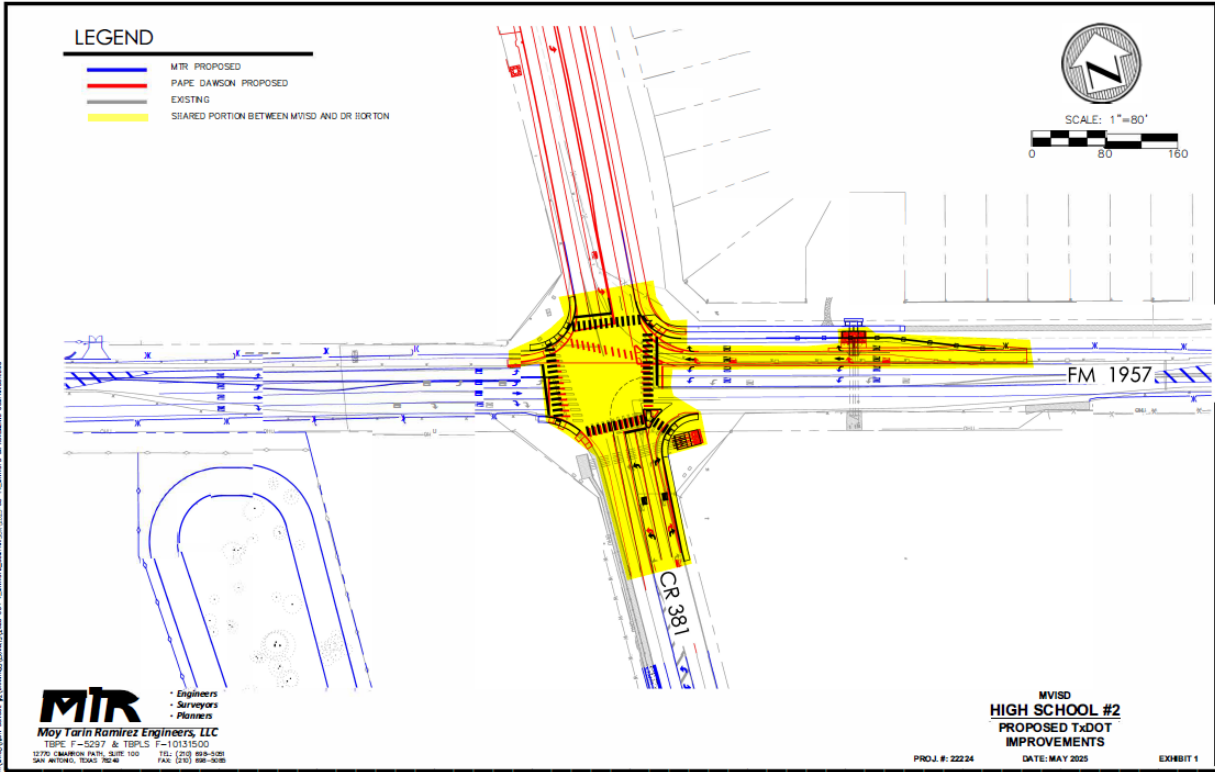 LEGEND
MTR PROPOSED
PAPE DAWSON PROPOSED
EXISTING
SHARED PORTION BETWEEN MVISD AND DR HORTON
N
SCALE: 1"=80'
0 80 160
FM 1957
CR 381
MTR
• Engineers
• Surveyors
• Planners
Moy Tarin Ramirez Engineers, LLC
TBPE F-5297 & TBPLS F-10131500
12770 CIMARRON PATH, SUITE 100 TEL: (210) 698-5051
SAN ANTONIO, TEXAS 78249 FAX: (210) 698-5085
MVISD
HIGH SCHOOL #2
PROPOSED TxDOT
IMPROVEMENTS
PROJ. #: 22224 DATE: MAY 2025 EXHIBIT 1